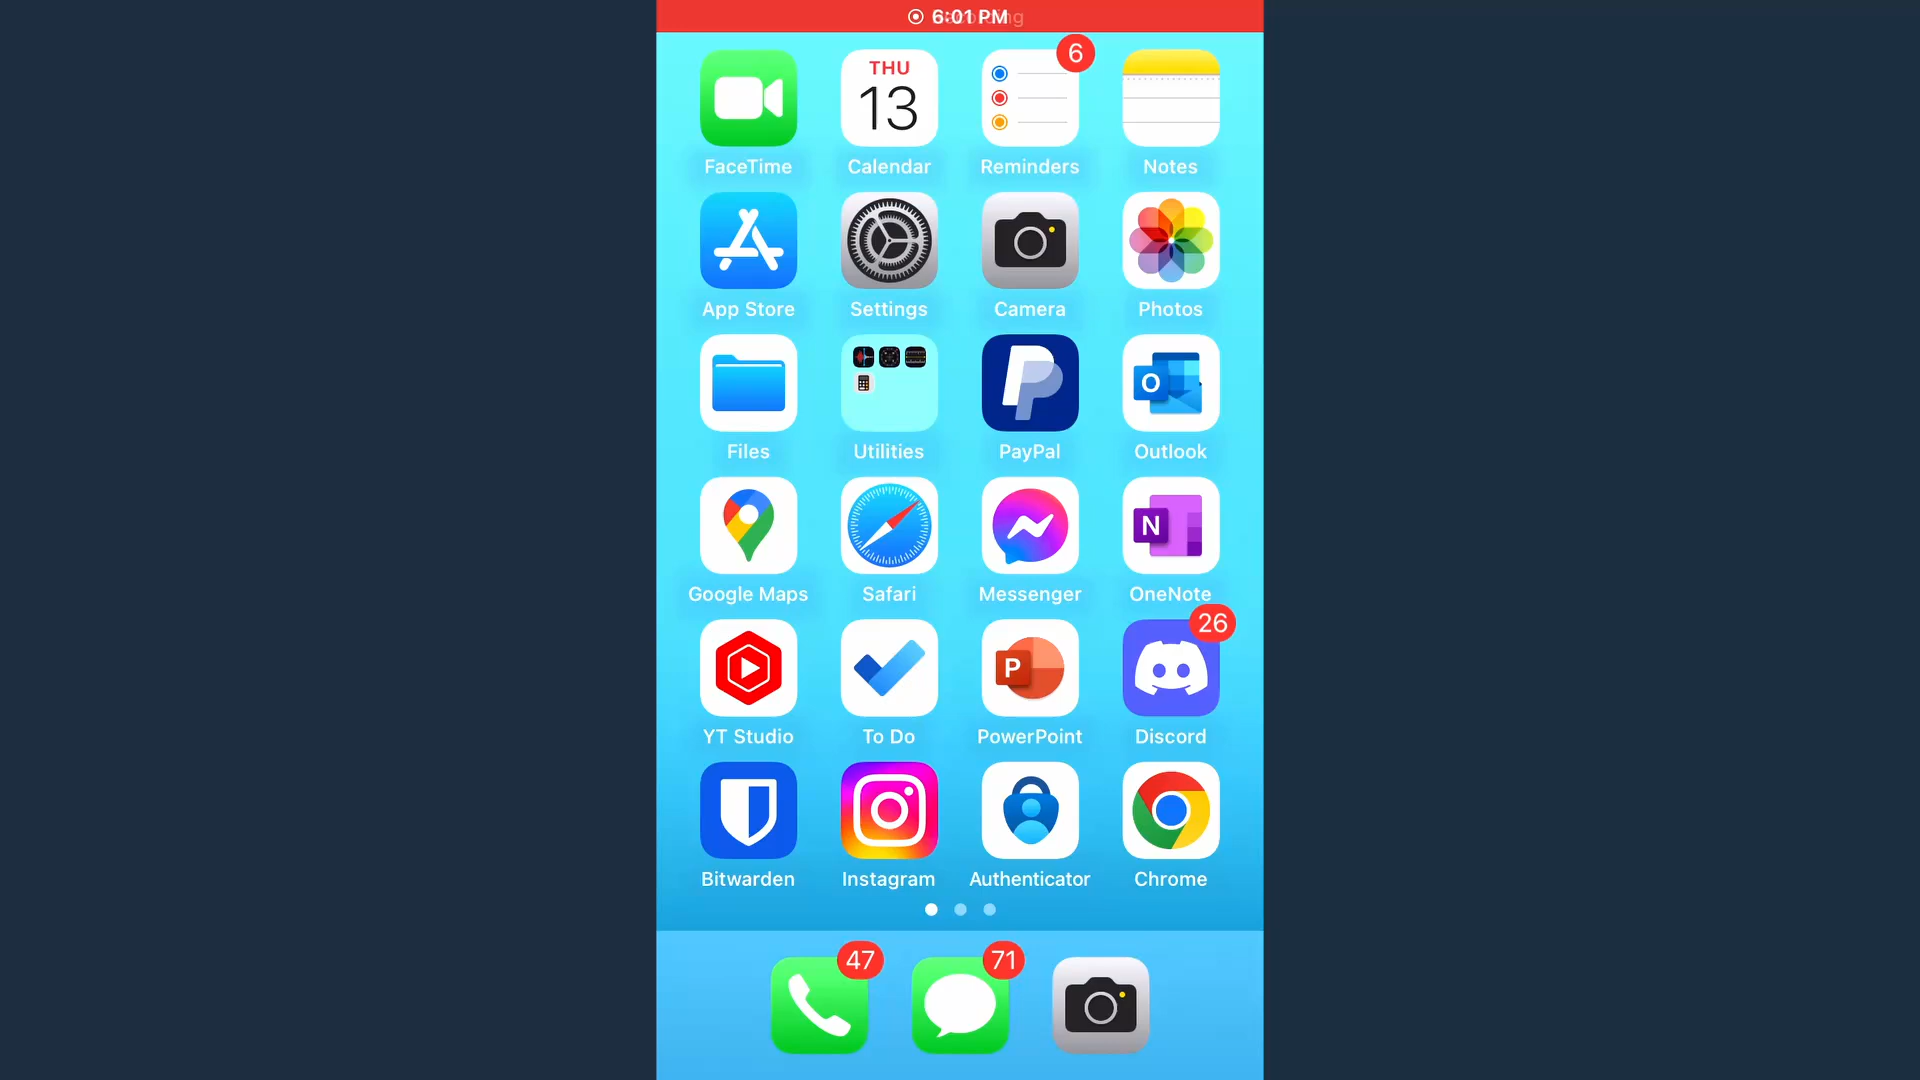 6:01 PM
THU
13
6
FaceTime
Calendar
Reminders
Notes
App Store
Settings
Camera
Photos
Files
Utilities
PayPal
O
Outlook
Google Maps
Safari
Messenger
N
OneNote
26
YT Studio
To Do
P
PowerPoint
Discord
Bitwarden
Instagram
Authenticator
Chrome
47
71